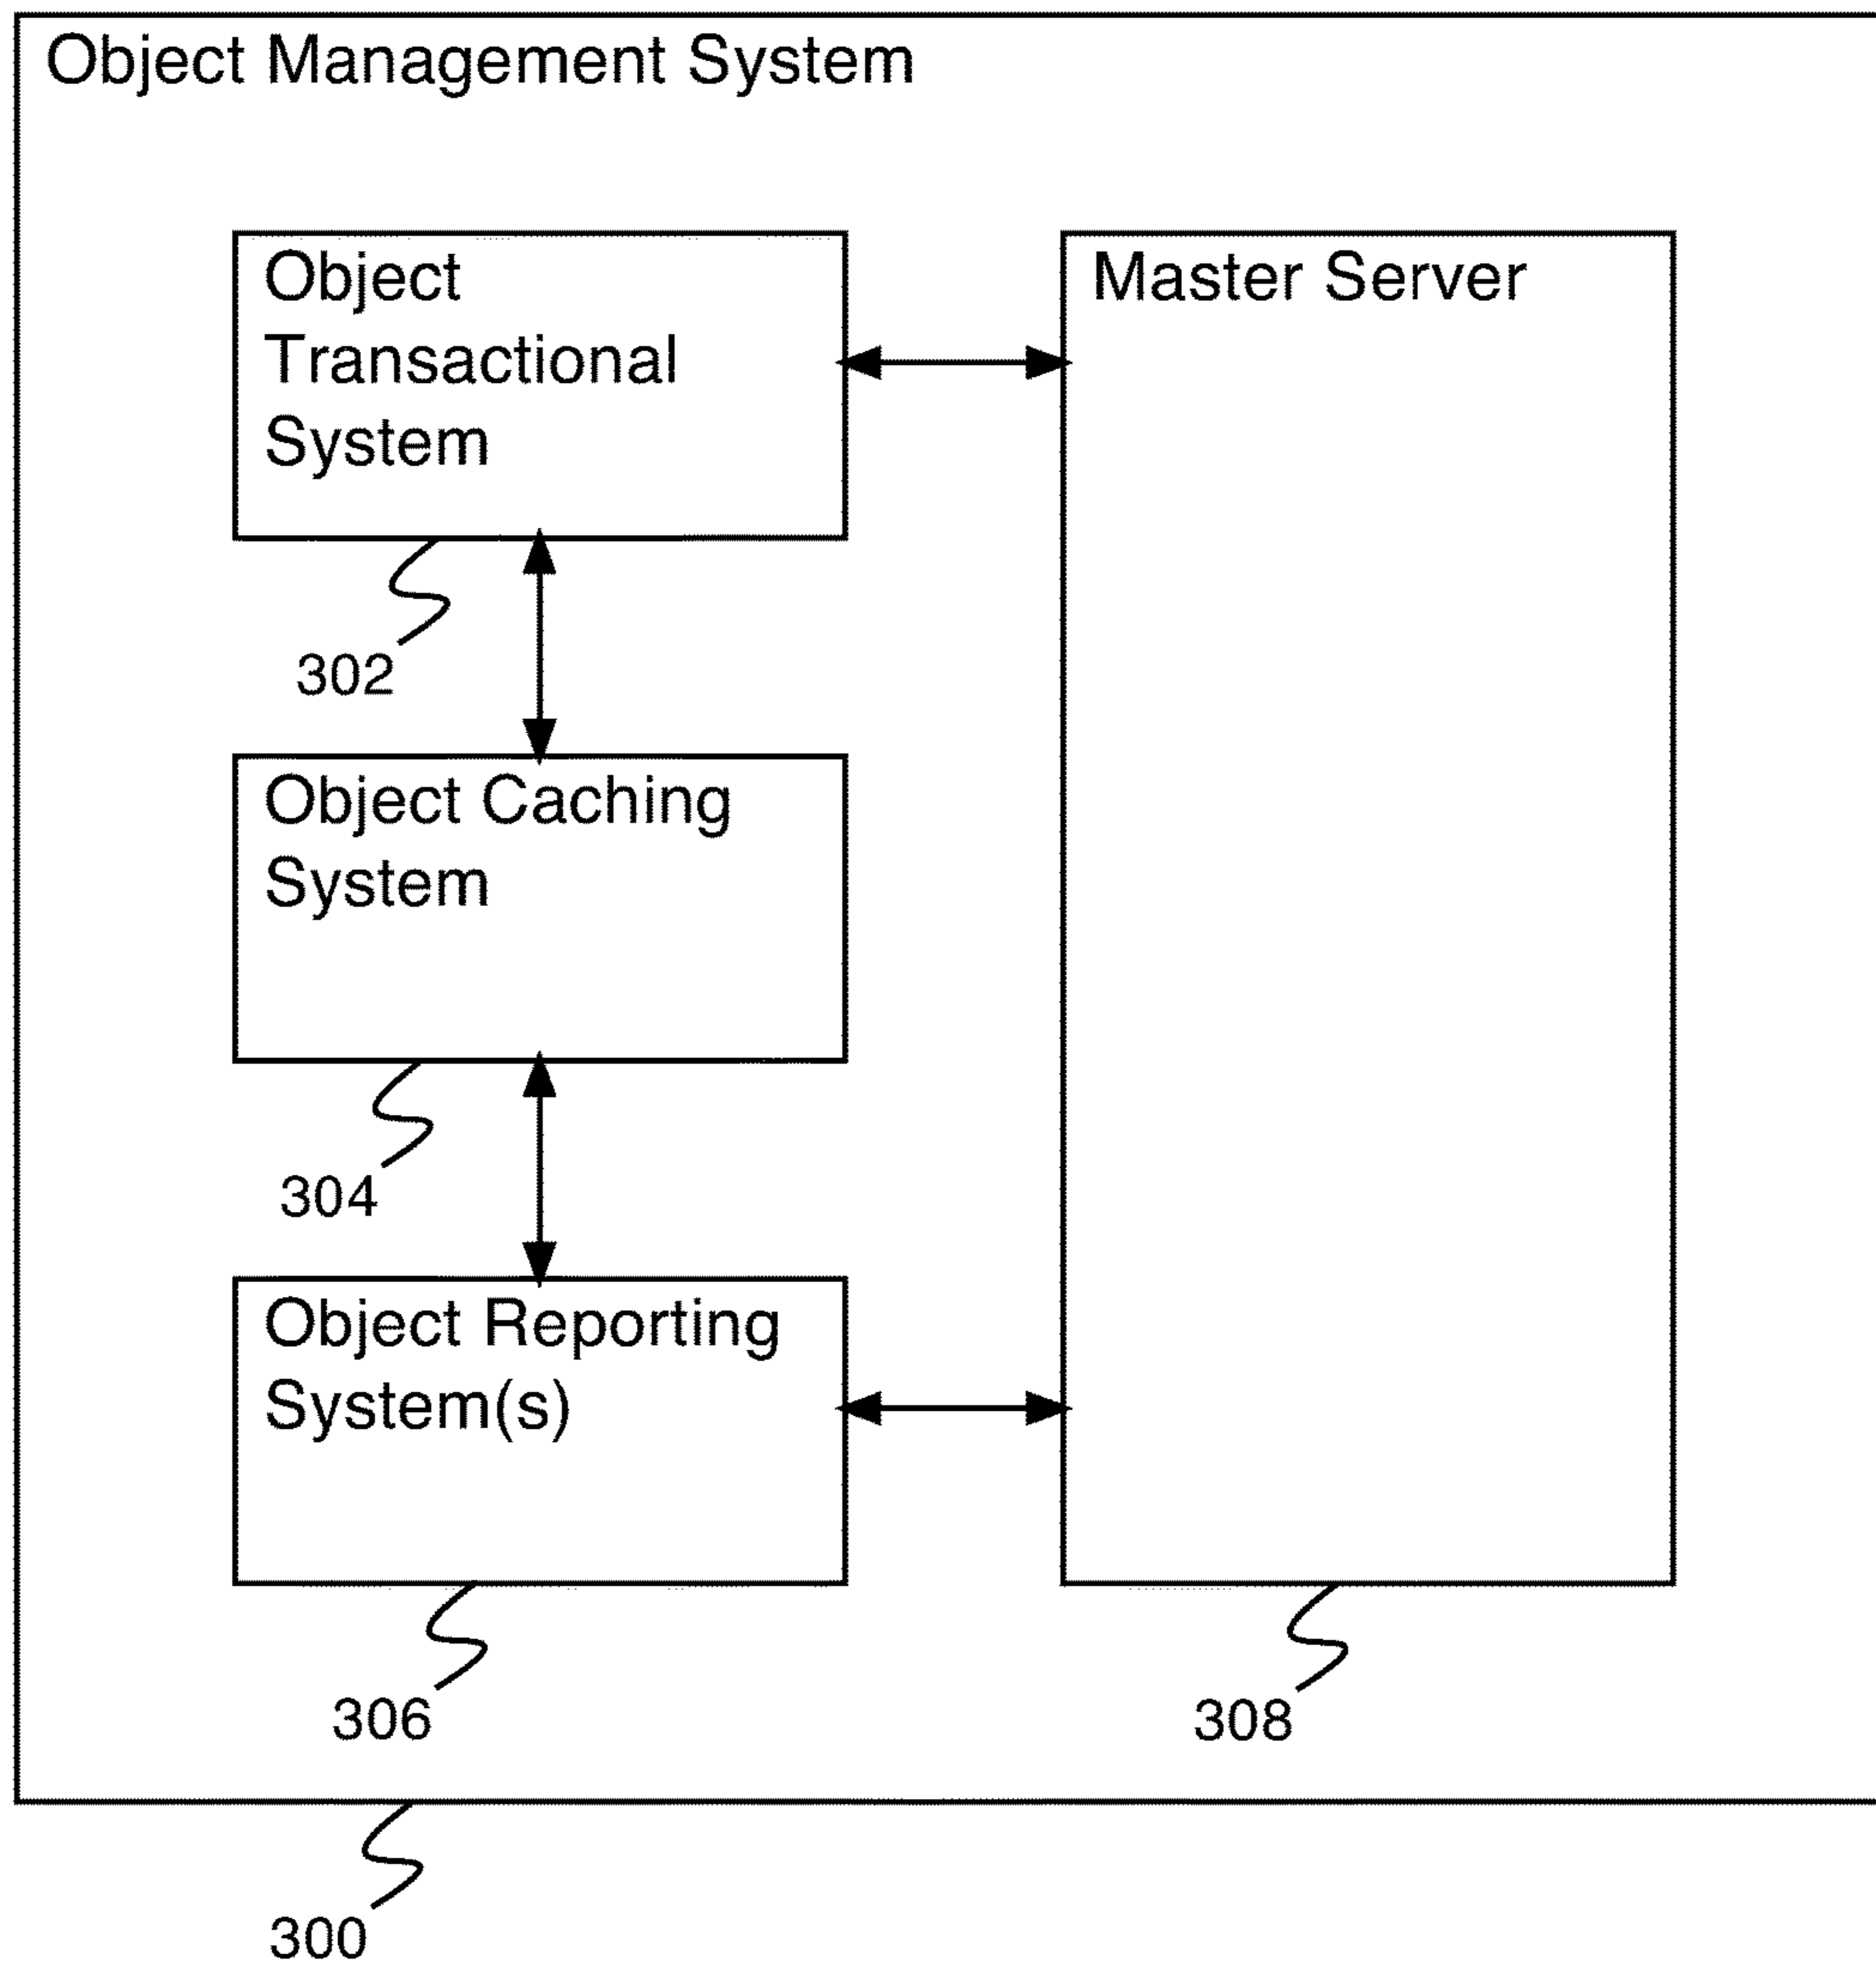 Object Management System
Object
Transactional
System
Master Server
302
Object Caching
System
304
Object Reporting
System(s)
306
308
300